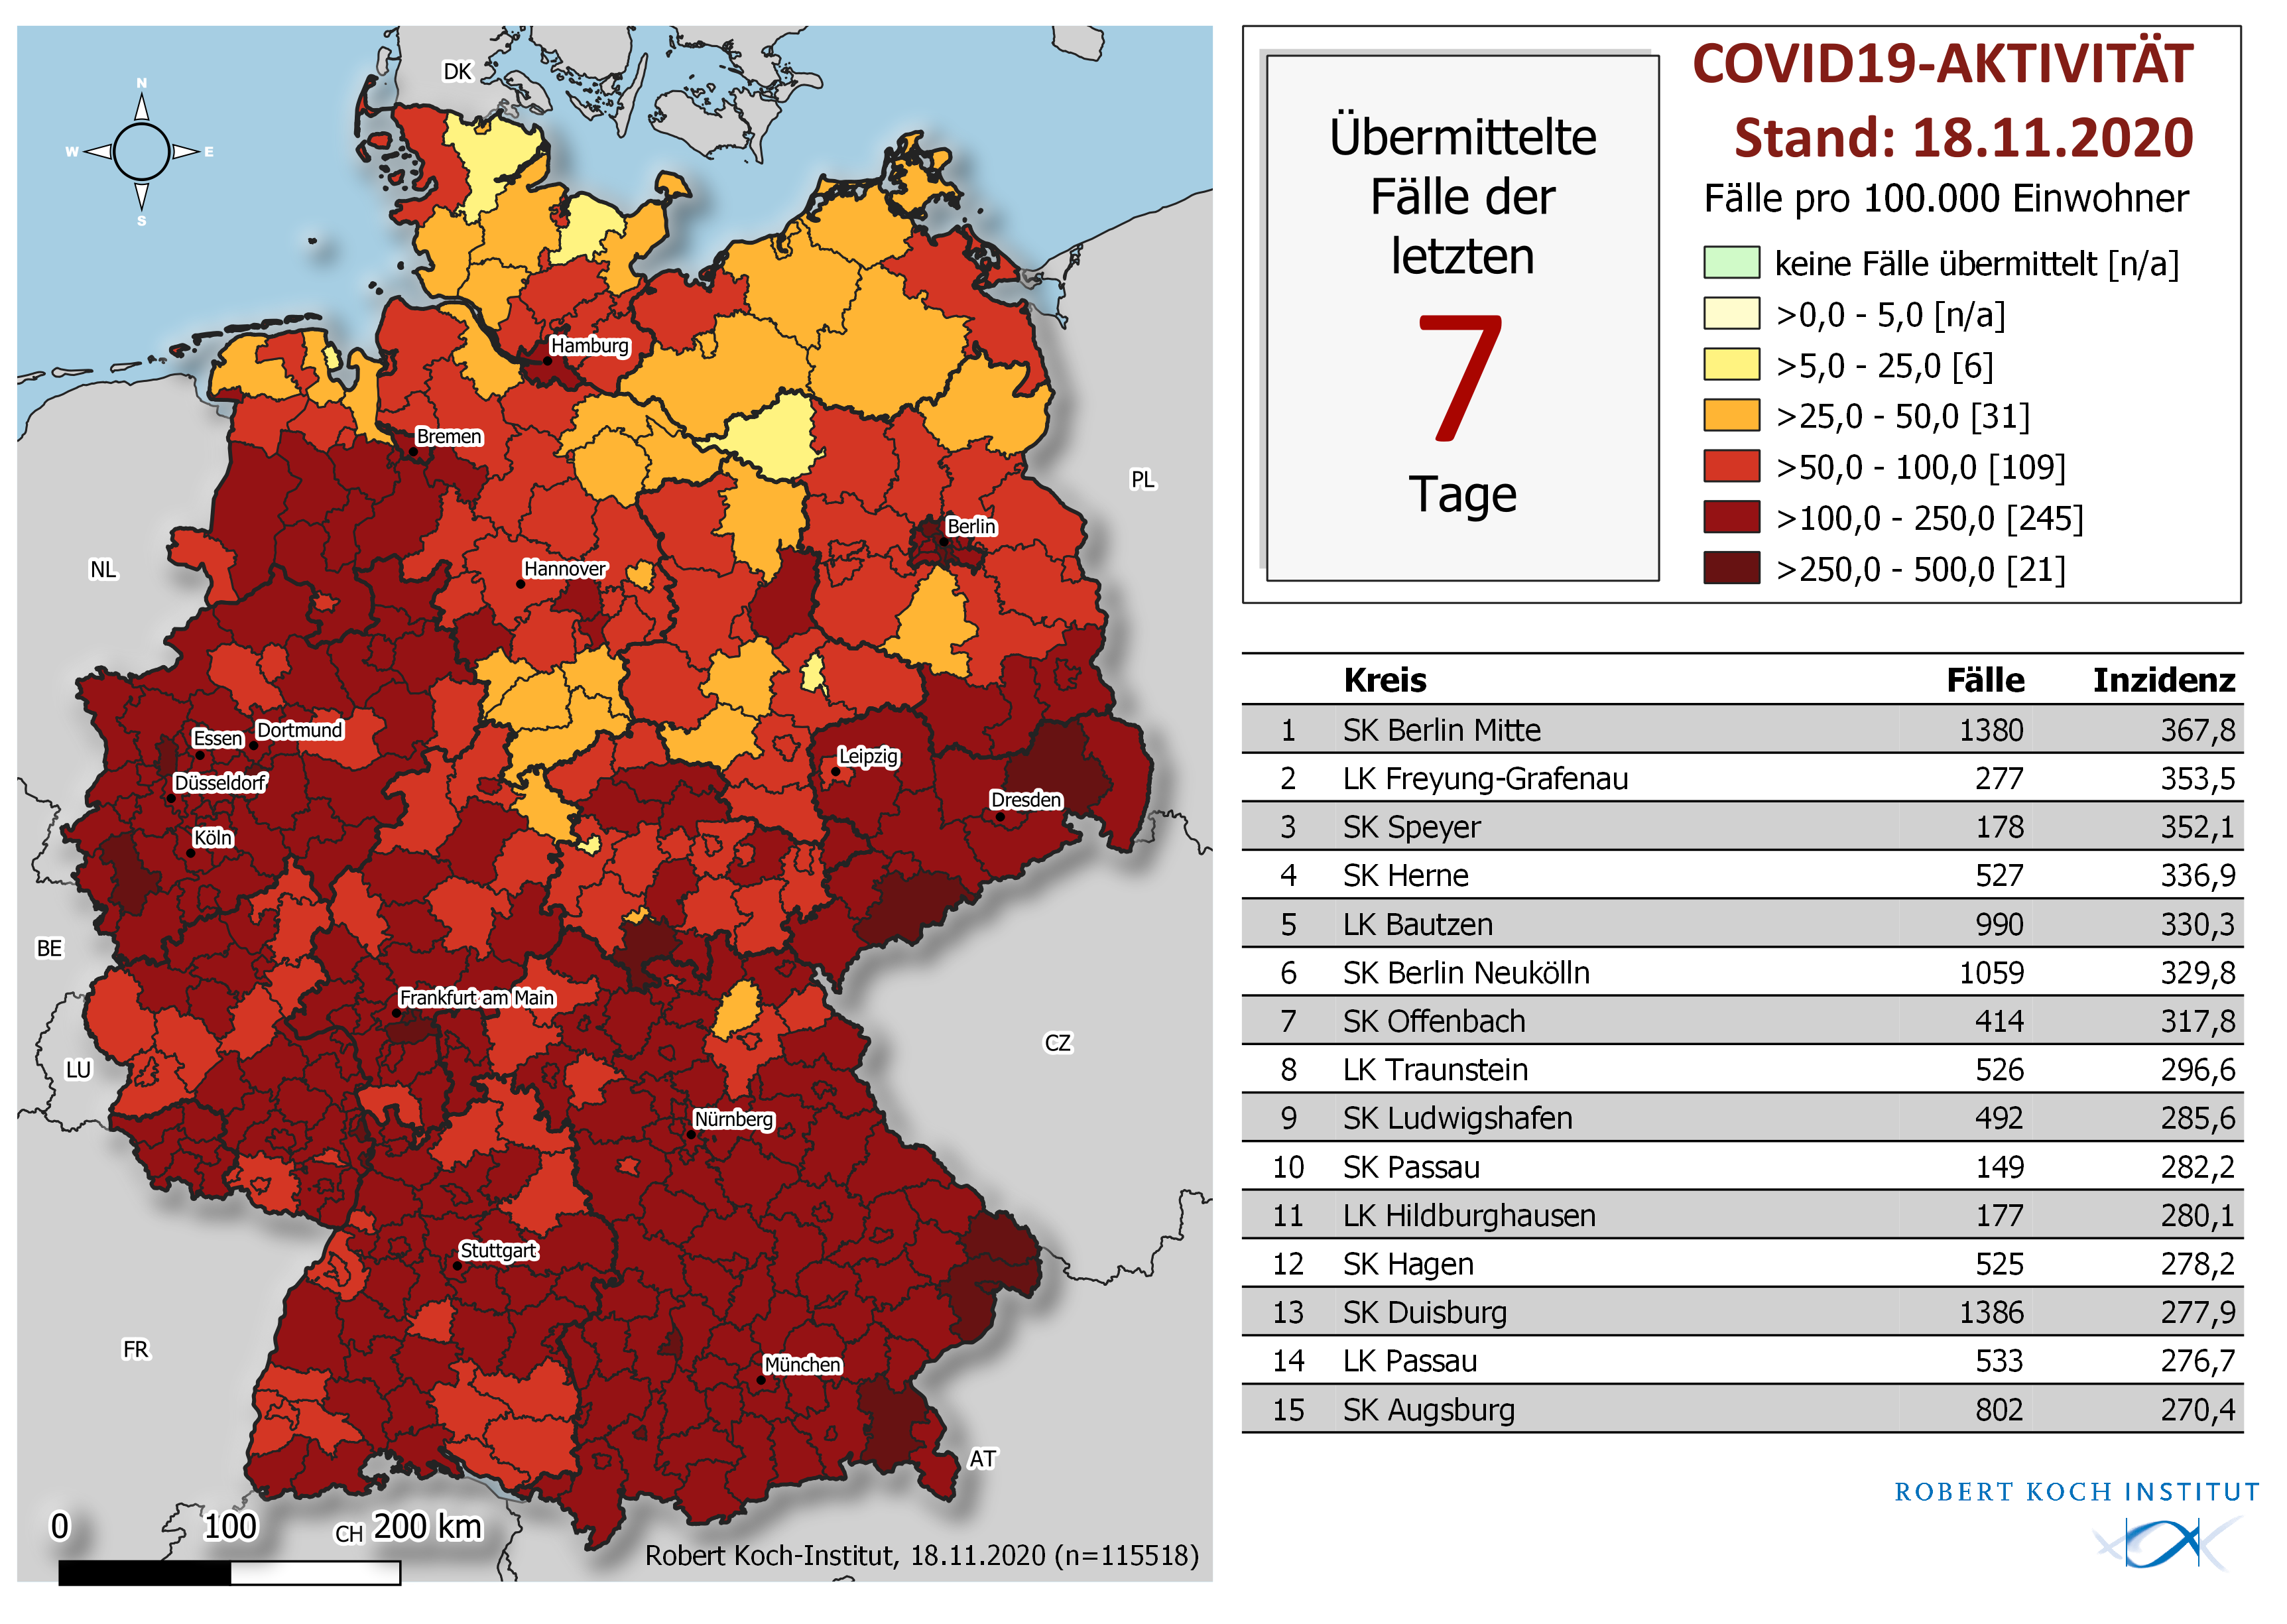 N
W
E
S
DK
Hamburg
Bremen
PL
Berlin
NL
Hannover
Essen
Dortmund
Düsseldorf
Leipzig
Dresden
Köln
BE
Frankfurt am Main
LU
CZ
Nürnberg
Stuttgart
FR
München
AT
0 100 200 km
CH
Robert Koch-Institut, 18.11.2020 (n=115518)
Übermittelte
Fälle der
letzten
7
Tage
COVID19-AKTIVITÄT
Stand: 18.11.2020
Fälle pro 100.000 Einwohner
keine Fälle übermittelt [n/a]
>0,0 - 5,0 [n/a]
>5,0 - 25,0 [6]
>25,0 - 50,0 [31]
>50,0 - 100,0 [109]
>100,0 - 250,0 [245]
>250,0 - 500,0 [21]
Kreis Fälle Inzidenz
1 SK Berlin Mitte 1380 367,8
2 LK Freyung-Grafenau 277 353,5
3 SK Speyer 178 352,1
4 SK Herne 527 336,9
5 LK Bautzen 990 330,3
6 SK Berlin Neukölln 1059 329,8
7 SK Offenbach 414 317,8
8 LK Traunstein 526 296,6
9 SK Ludwigshafen 492 285,6
10 SK Passau 149 282,2
11 LK Hildburghausen 177 280,1
12 SK Hagen 525 278,2
13 SK Duisburg 1386 277,9
14 LK Passau 533 276,7
15 SK Augsburg 802 270,4
ROBERT KOCH INSTITUT